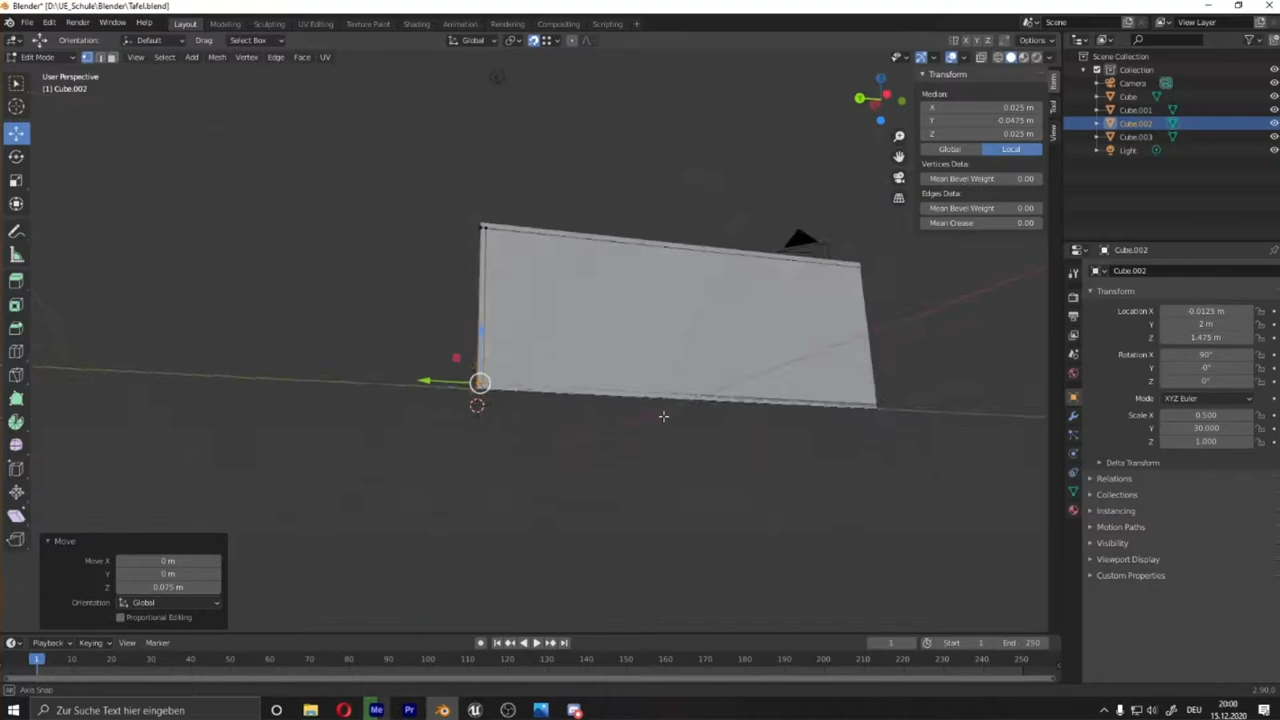 Blender* [D:\UE_Schule\Blender\Tafel.blend]
File Edit Render Window Help
Layout Modeling Sculpting UV Editing Texture Paint Shading Animation Rendering Compositing Scripting +
Scene
View Layer
Orientation: Default Drag: Select Box
Global
X Y Z Options
Edit Mode View Select Add Mesh Vertex Edge Face UV
User Perspective
(1) Cube.002
Y
Transform
Median:
X 0.025 m
Y -0.0475 m
Z 0.025 m
Global Local
Vertices Data:
Mean Bevel Weight 0.00
Edges Data:
Mean Bevel Weight 0.00
Mean Crease 0.00
Item
Tool
View
Scene Collection
Collection
Camera
Cube
Cube.001
Cube.002
Cube.003
Light
Cube.002
Cube.002
Transform
Location X -0.0125 m
Y 2 m
Z 1.475 m
Rotation X 90°
Y -0°
Z 0°
Mode XYZ Euler
Scale X 0.500
Y 30.000
Z 1.000
Delta Transform
Relations
Collections
Instancing
Motion Paths
Visibility
Viewport Display
Custom Properties
Move
Move X 0 m
Y 0 m
Z 0.075 m
Orientation Global
Proportional Editing
Playback Keying View Marker
1 Start 1 End 250
1 10 20 30 40 50 60 70 80 90 100 110 120 130 140 150 160 170 180 190 200 210 220 230 240 250
Axis Snap
2.90.0
Zur Suche Text hier eingeben
Me Pr
DEU
20:00
15.12.2020